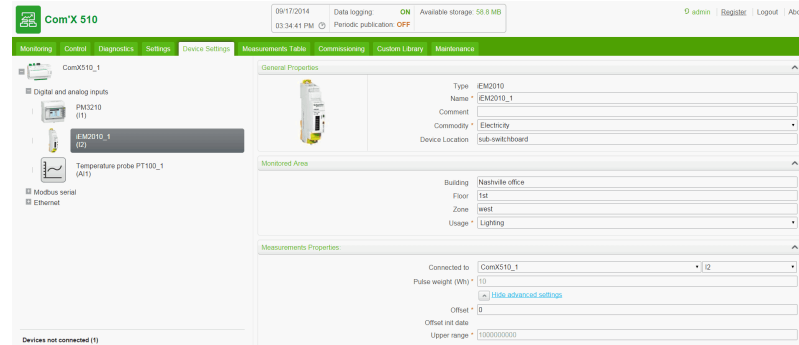 Com'X 510
09/17/2014
03:34:41 PM
Data logging: ON
Available storage: 58.8 MB
Periodic publication: OFF
admin
Register
Logout
Abo
Monitoring
Control
Diagnostics
Settings
Device Settings
Measurements Table
Commissioning
Custom Library
Maintenance
ComX510_1
Digital and analog inputs
PM3210
(I1)
iEM2010_1
(I2)
Temperature probe PT100_1
(AI1)
Modbus serial
Ethernet
Devices not connected (1)
General Properties
Type iEM2010
Name * iEM2010_1
Comment
Commodity * Electricity
Device Location sub-switchboard
Monitored Area
Building Nashville office
Floor 1st
Zone west
Usage * Lighting
Measurements Properties:
Connected to ComX510_1 I2
Pulse weight (Wh) * 10
Hide advanced settings
Offset * 0
Offset init date
Upper range * 1000000000